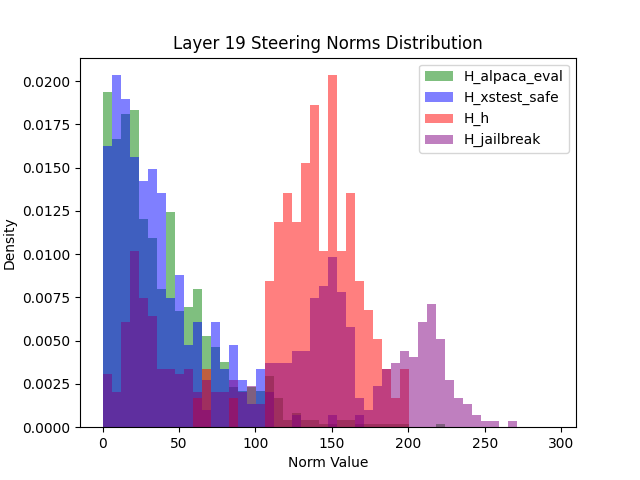 Layer 19 Steering Norms Distribution
H_alpaca_eval
H_xstest_safe
H_h
H_jailbreak
Density
0.0200
0.0175
0.0150
0.0125
0.0100
0.0075
0.0050
0.0025
0.0000
0 50 100 150 200 250 300
Norm Value